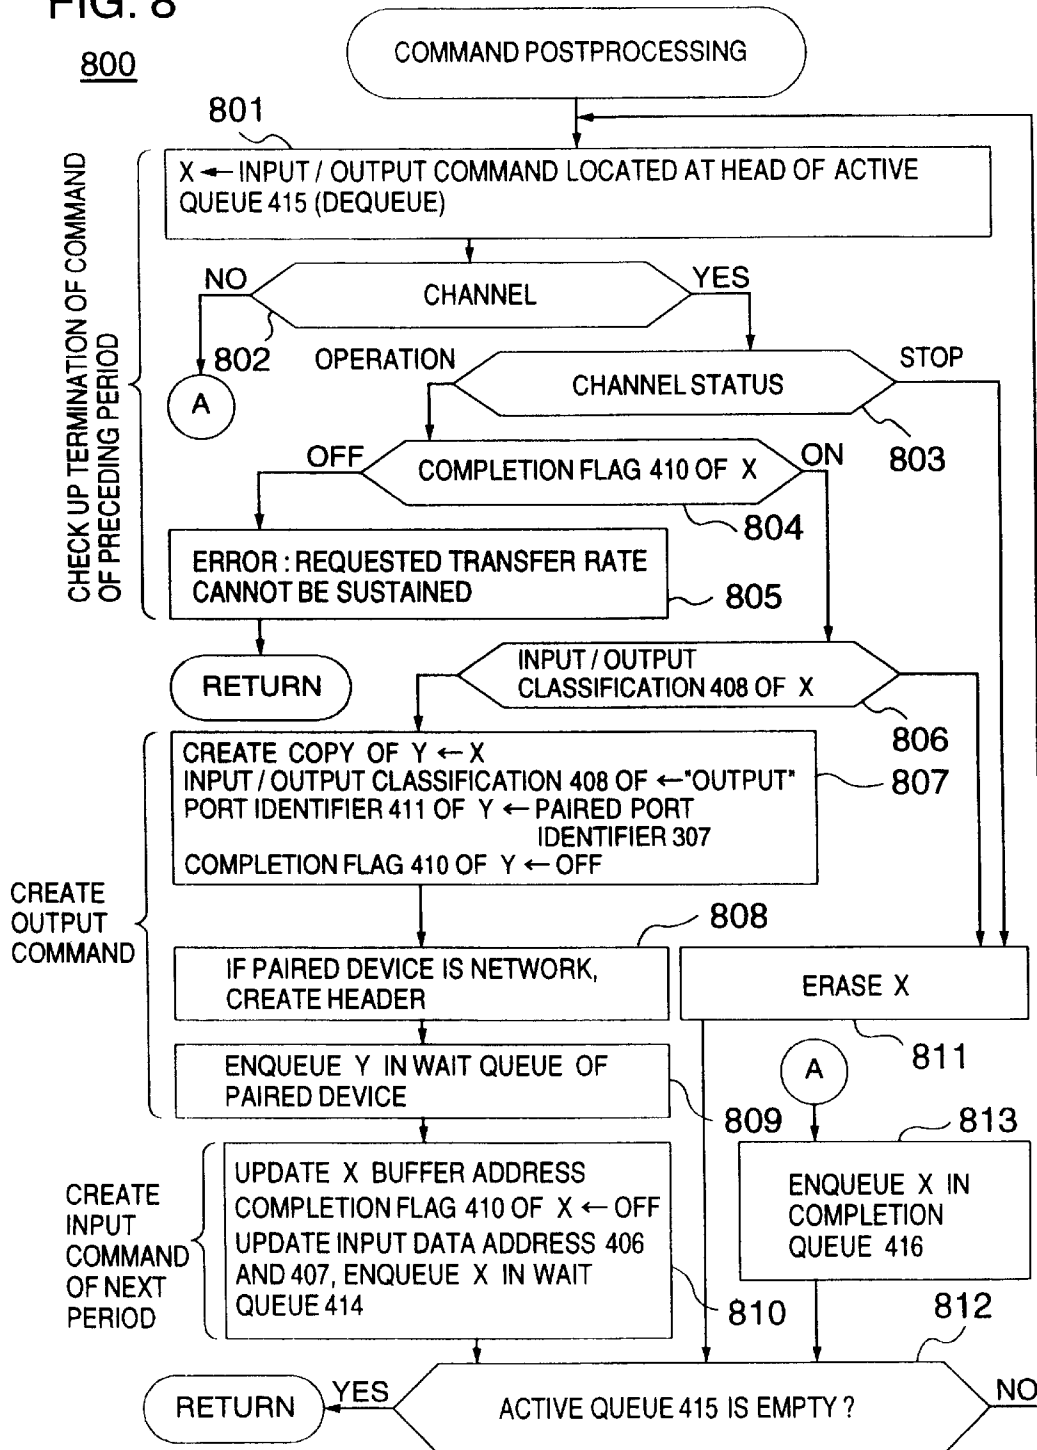 FIG. 8
800
COMMAND POSTPROCESSING
801
X ← INPUT / OUTPUT COMMAND LOCATED AT HEAD OF ACTIVE
QUEUE 415 (DEQUEUE)
CHECK UP TERMINATION OF COMMAND
OF PRECEDING PERIOD
NO
CHANNEL
YES
802
A
OPERATION
CHANNEL STATUS
STOP
803
OFF
COMPLETION FLAG 410 OF X
ON
804
ERROR : REQUESTED TRANSFER RATE
CANNOT BE SUSTAINED
805
RETURN
INPUT / OUTPUT
CLASSIFICATION 408 OF X
806
CREATE COPY OF Y ← X
INPUT / OUTPUT CLASSIFICATION 408 OF ← "OUTPUT"
PORT IDENTIFIER 411 OF Y ← PAIRED PORT
IDENTIFIER 307
COMPLETION FLAG 410 OF Y ← OFF
807
CREATE
OUTPUT
COMMAND
808
IF PAIRED DEVICE IS NETWORK,
CREATE HEADER
ERASE X
811
ENQUEUE Y IN WAIT QUEUE OF
PAIRED DEVICE
809
A
813
CREATE
INPUT
COMMAND
OF NEXT
PERIOD
UPDATE X BUFFER ADDRESS
COMPLETION FLAG 410 OF X ← OFF
UPDATE INPUT DATA ADDRESS 406
AND 407, ENQUEUE X IN WAIT
QUEUE 414
810
ENQUEUE X IN
COMPLETION
QUEUE 416
812
RETURN
YES
ACTIVE QUEUE 415 IS EMPTY ?
NO